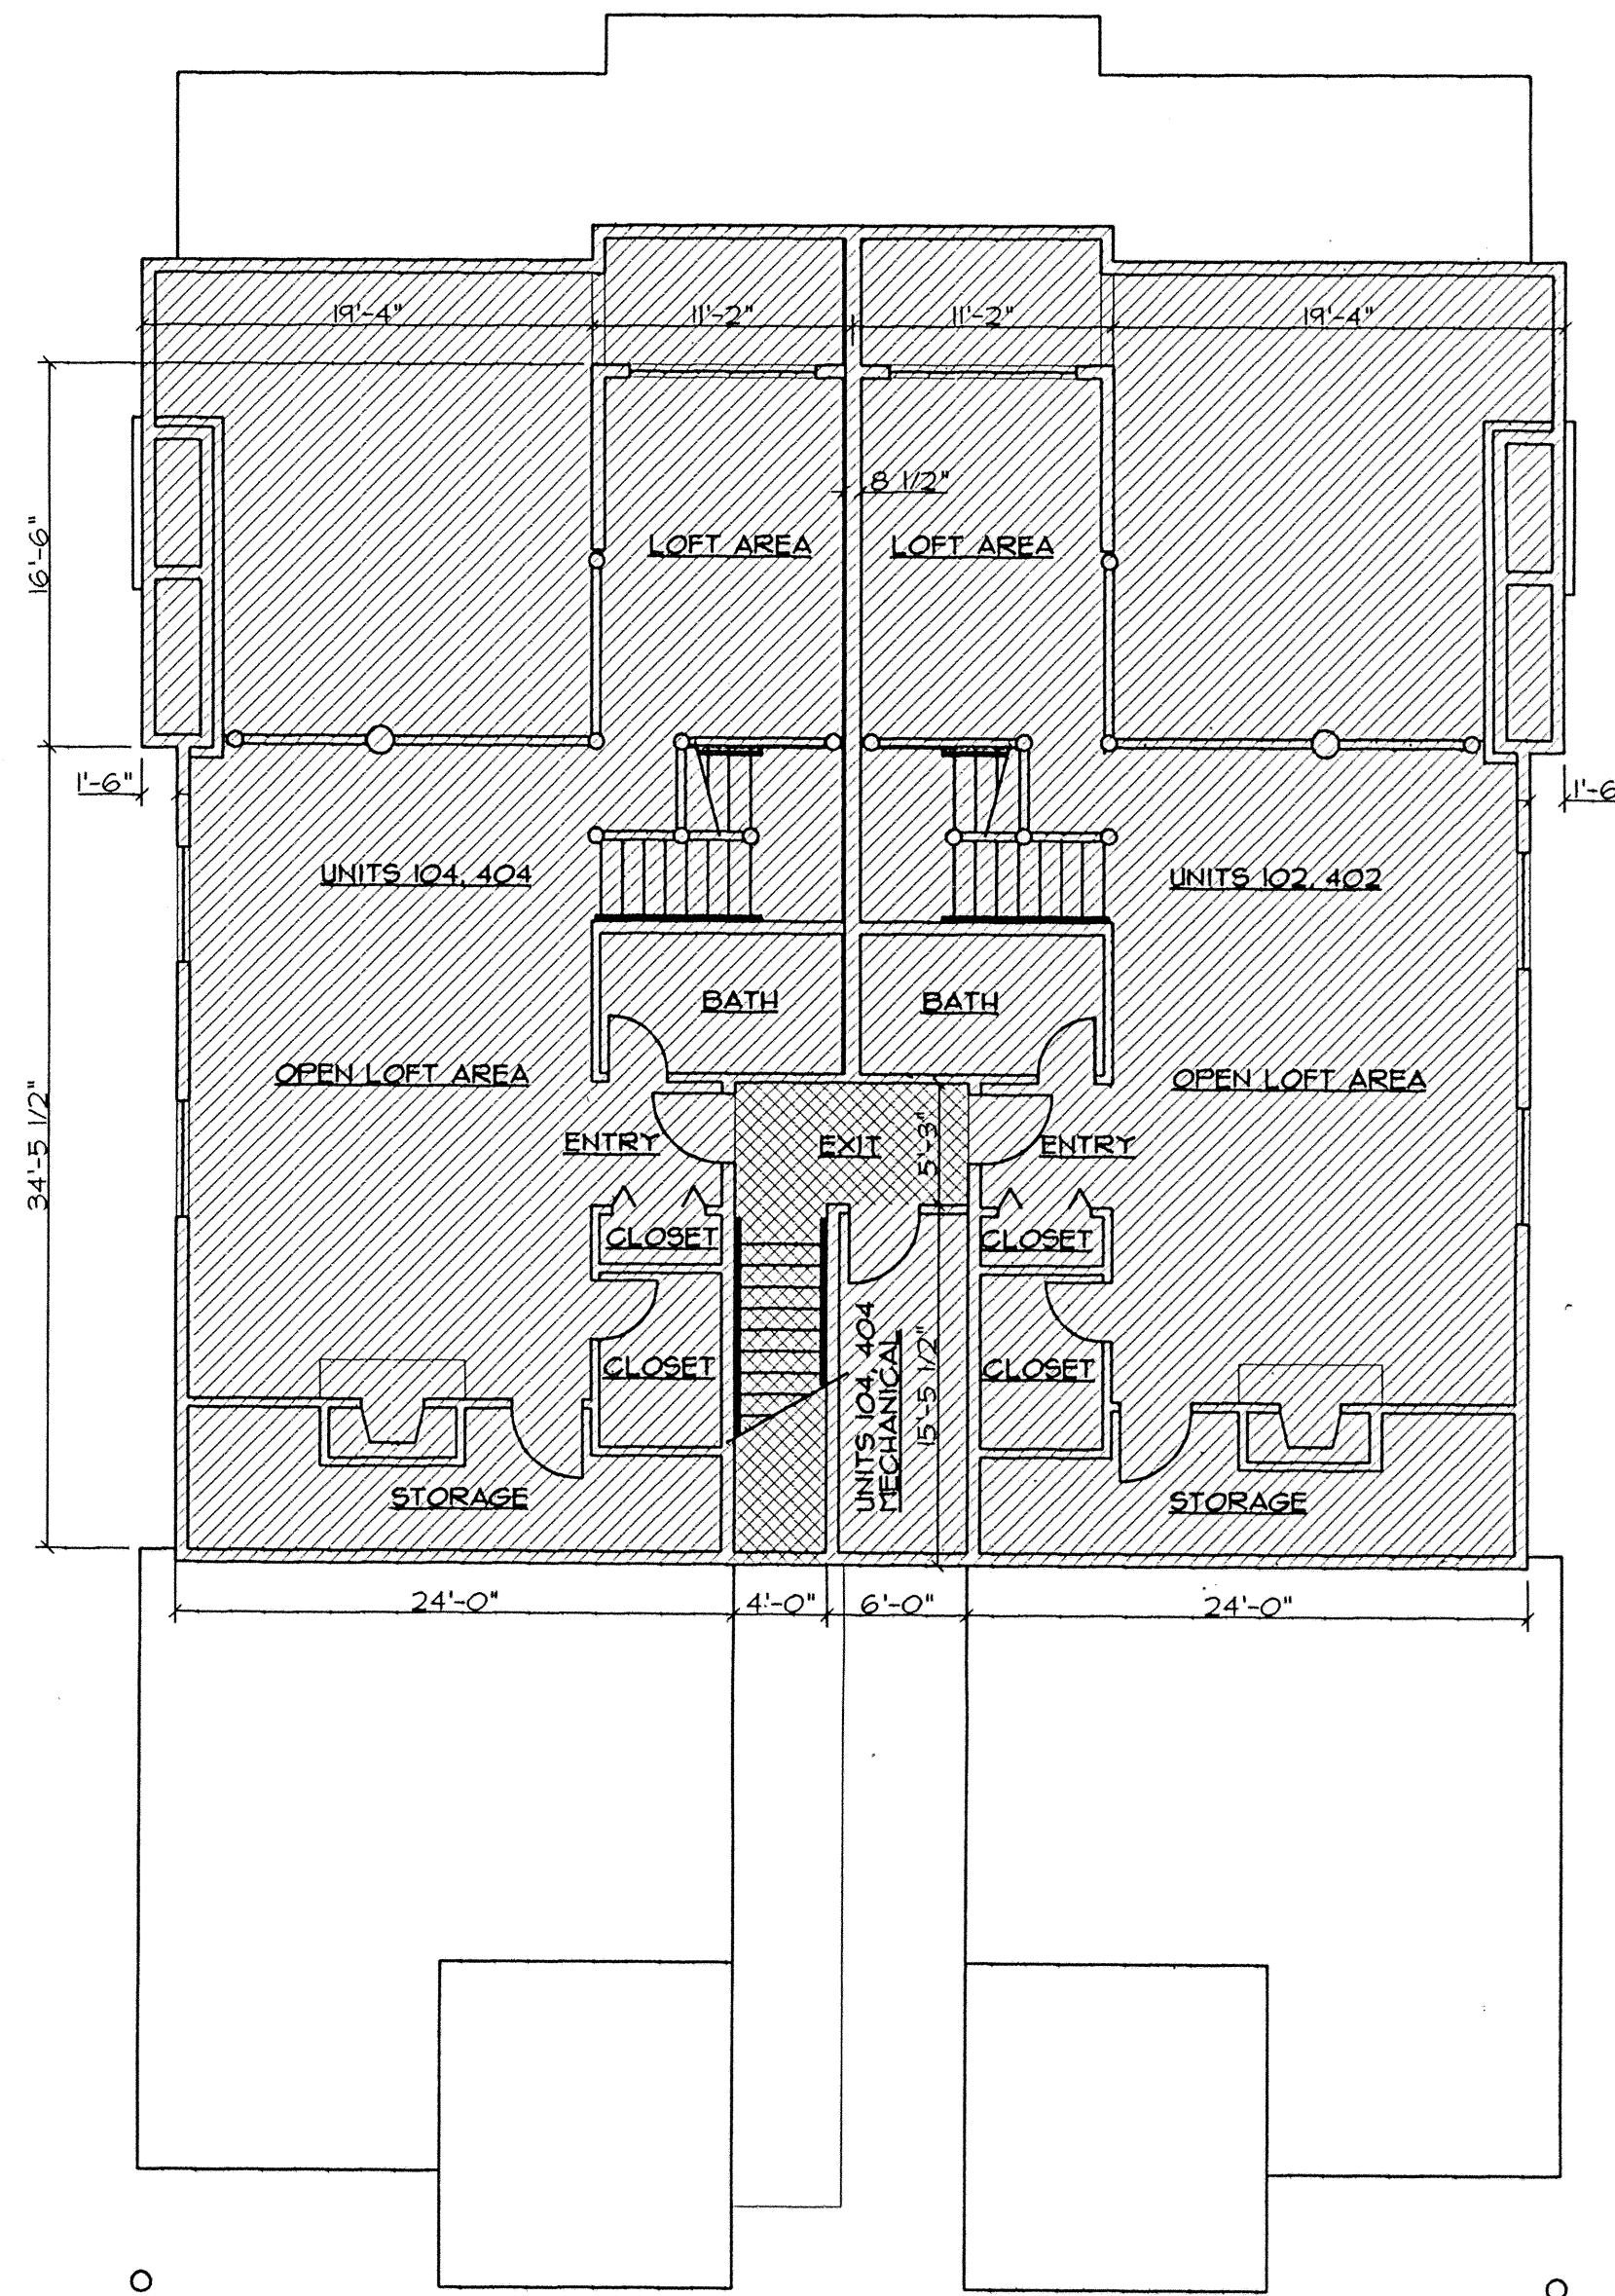 19'-4" 11'-2" 11'-2" 19'-4"
8 1/2"
16'-6"
LOFT AREA LOFT AREA
1'-6" 1'-6
UNITS 104, 404 UNITS 102, 402
BATH BATH
OPEN LOFT AREA OPEN LOFT AREA
34'-5 1/2"
ENTRY EXIT 5'-3" ENTRY
CLOSET CLOSET
CLOSET CLOSET
UNITS 104, 404
MECHANICAL
15'-5 1/2"
STORAGE STORAGE
24'-0" 4'-0" 6'-0" 24'-0"